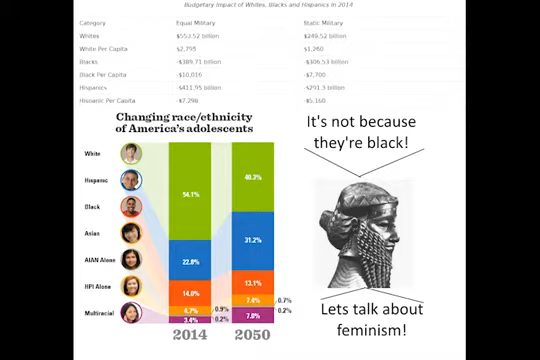 Budgetary Impact of Whites, Blacks and Hispanics in 2014
Category Equal Military Static Military
Whites $553.52 billion $249.52 billion
White Per Capita $2,795 $1,260
Blacks -$389.71 billion -$306.53 billion
Black Per Capita -$10,016 -$7,700
Hispanics -$411.95 billion -$291.3 billion
Hispanic Per Capita -$7,298 -$5,160
Changing race/ethnicity
of America's adolescents
White
Hispanic
Black
Asian
AIAN Alone
HPI Alone
Multiracial
54.1%
22.8%
14.0%
4.7%
0.9%
0.2%
3.4%
2014
40.3%
31.2%
13.1%
7.4%
0.7%
0.2%
7.0%
2050
It's not because
they're black!
Lets talk about
feminism!